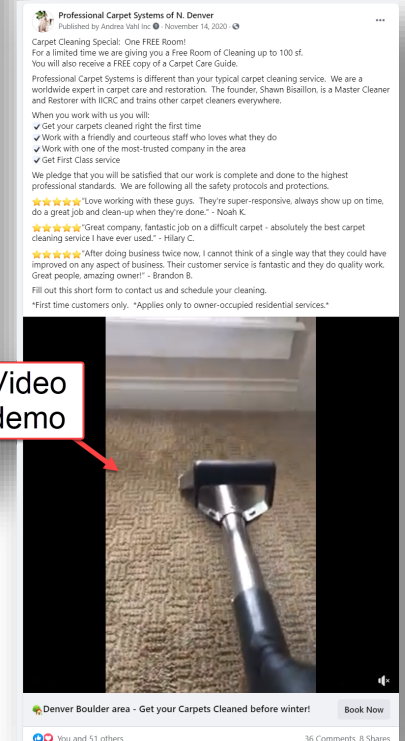 Professional Carpet Systems of N. Denver
Published by Andrea Vahl Inc · November 14, 2020 ·
Carpet Cleaning Special: One FREE Room!
For a limited time we are giving you a Free Room of Cleaning up to 100 sf.
You will also receive a FREE copy of a Carpet Care Guide.
Professional Carpet Systems is different than your typical carpet cleaning service. We are a
worldwide expert in carpet care and restoration. The founder, Shawn Bisaillon, is a Master Cleaner
and Restorer with IICRC and trains other carpet cleaners everywhere.
When you work with us you will:
✔Get your carpets cleaned right the first time
✔Work with a friendly and courteous staff who loves what they do
✔Work with one of the most-trusted company in the area
✔Get First Class service
We pledge that you will be satisfied that our work is complete and done to the highest
professional standards. We are following all the safety protocols and protections.
⭐⭐⭐⭐⭐"Love working with these guys. They're super-responsive, always show up on time,
do a great job and clean-up when they're done." - Noah K.
⭐⭐⭐⭐⭐"Great company, fantastic job on a difficult carpet - absolutely the best carpet
cleaning service I have ever used." - Hilary C.
⭐⭐⭐⭐⭐"After doing business twice now, I cannot think of a single way that they could have
improved on any aspect of business. Their customer service is fantastic and they do quality work.
Great people, amazing owner!" - Brandon B.
Fill out this short form to contact us and schedule your cleaning.
*First time customers only. *Applies only to owner-occupied residential services.*
Video
demo
Denver Boulder area - Get your Carpets Cleaned before winter!
Book Now
You and 51 others
36 Comments 8 Shares